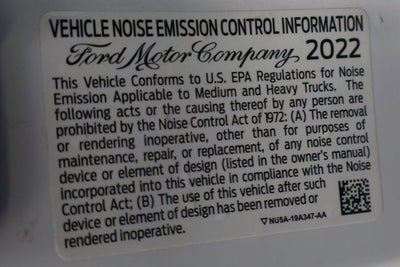 VEHICLE NOISE EMISSION CONTROL INFORMATION
Ford Motor Company 2022
This Vehicle Conforms to U.S. EPA Regulations for Noise
Emission Applicable to Medium and Heavy Trucks. The
following acts or the causing thereof by any person are
prohibited by the Noise Control Act of 1972: (A) The removal
or rendering inoperative, other than for purposes of
maintenance, repair, or replacement, of any noise control
device or element of design (listed in the owner's manual)
incorporated into this vehicle in compliance with the Noise
Control Act; (B) The use of this vehicle after such
device or element of design has been removed or
rendered inoperative.
NU5A-19A347-AA